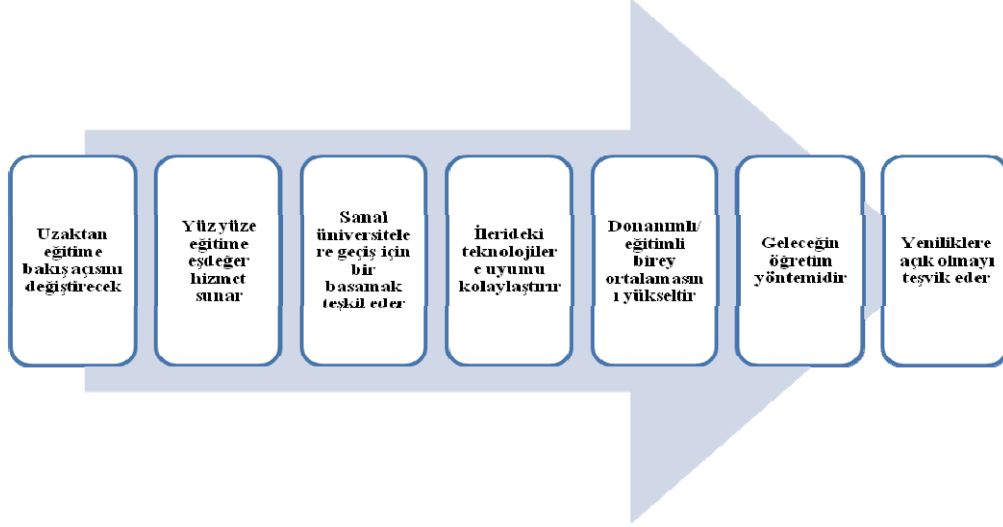 Uzaktan
eğitime
bakış açısını
değiştirecek
Yüz yüze
eğitime
eşdeğer
hizmet
sunar
Sanal
üniversitele
re geçiş için
bir
basamak
teşkil eder
İlerideki
teknolojiler
e uyumu
kolaylaştırır
Donanımlı/
eğitimli
birey
ortalamasın
ı yükseltir
Geleceğin
öğretim
yöntemidir
Yeniliklere
açık olmayı
teşvik eder